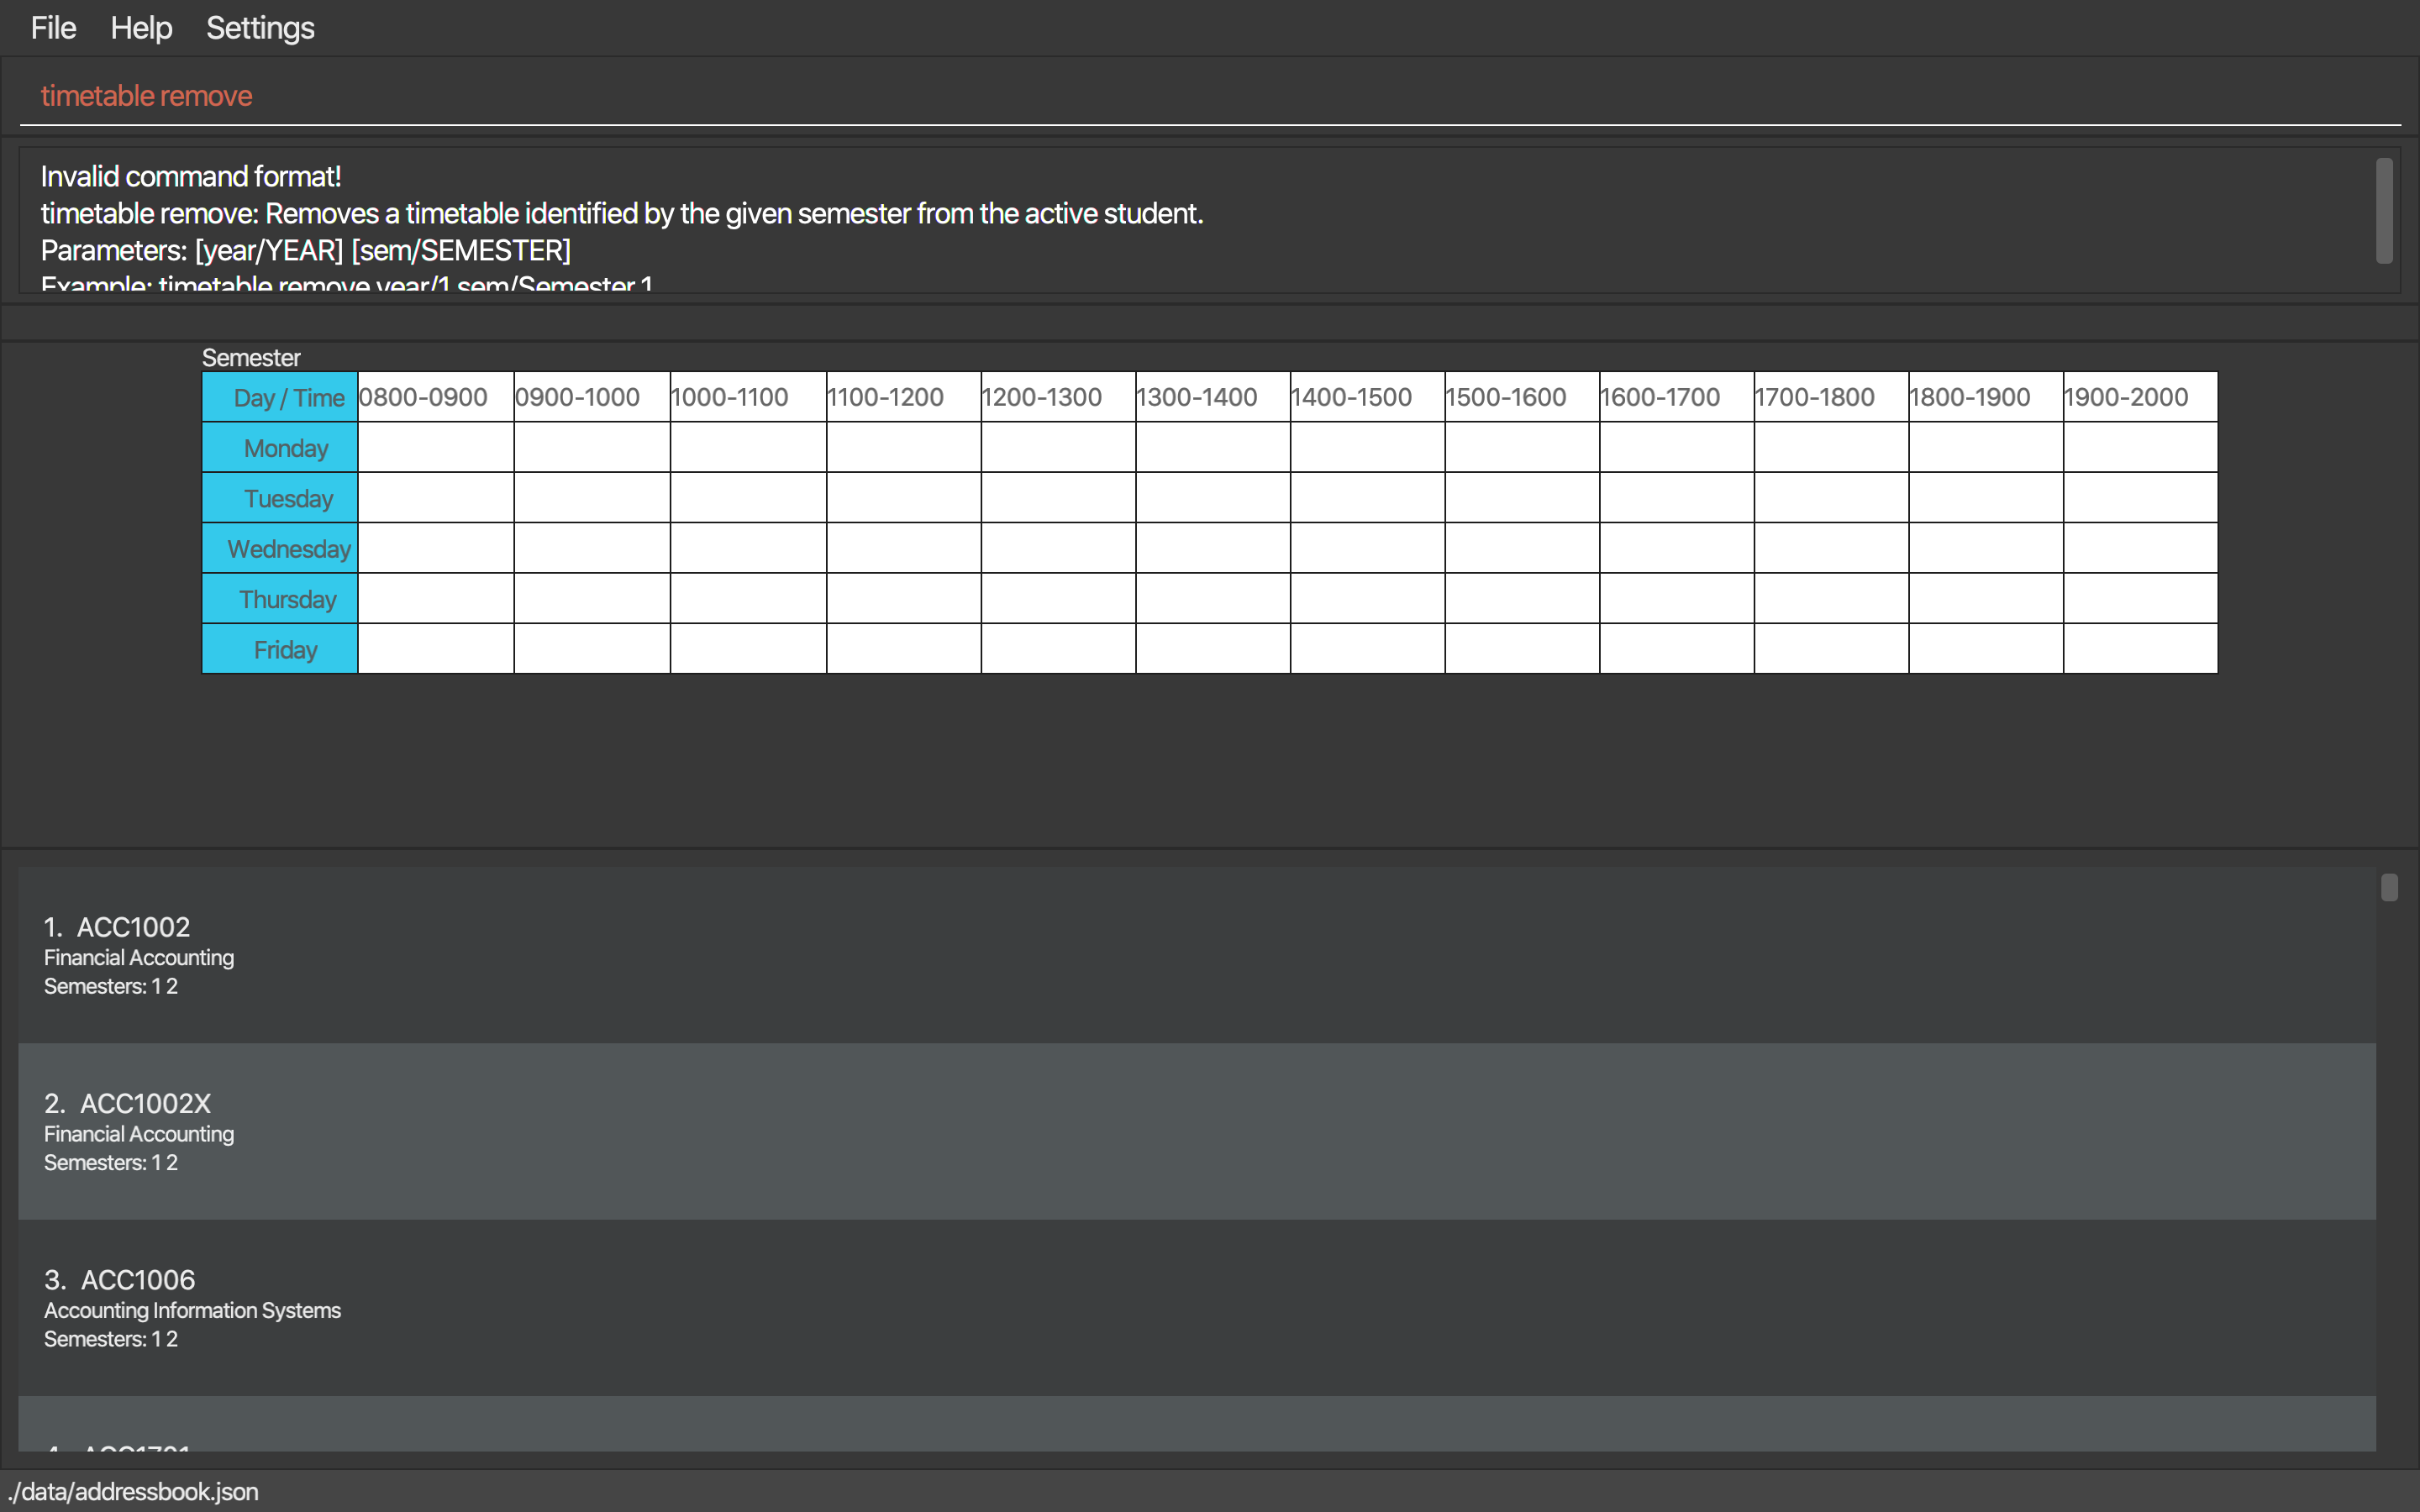 File Help Settings
timetable remove
Invalid command format!
timetable remove: Removes a timetable identified by the given semester from the active student.
Parameters: [year/YEAR] [sem/SEMESTER]
Example: timetable remove year/1 sem/Semester 1
Semester
Day / Time 0800-0900 0900-1000 1000-1100 1100-1200 1200-1300 1300-1400 1400-1500 1500-1600 1600-1700 1700-1800 1800-1900 1900-2000
Monday
Tuesday
Wednesday
Thursday
Friday
1. ACC1002
Financial Accounting
Semesters: 1 2
2. ACC1002X
Financial Accounting
Semesters: 1 2
3. ACC1006
Accounting Information Systems
Semesters: 1 2
4. ACC1701
./data/addressbook.json